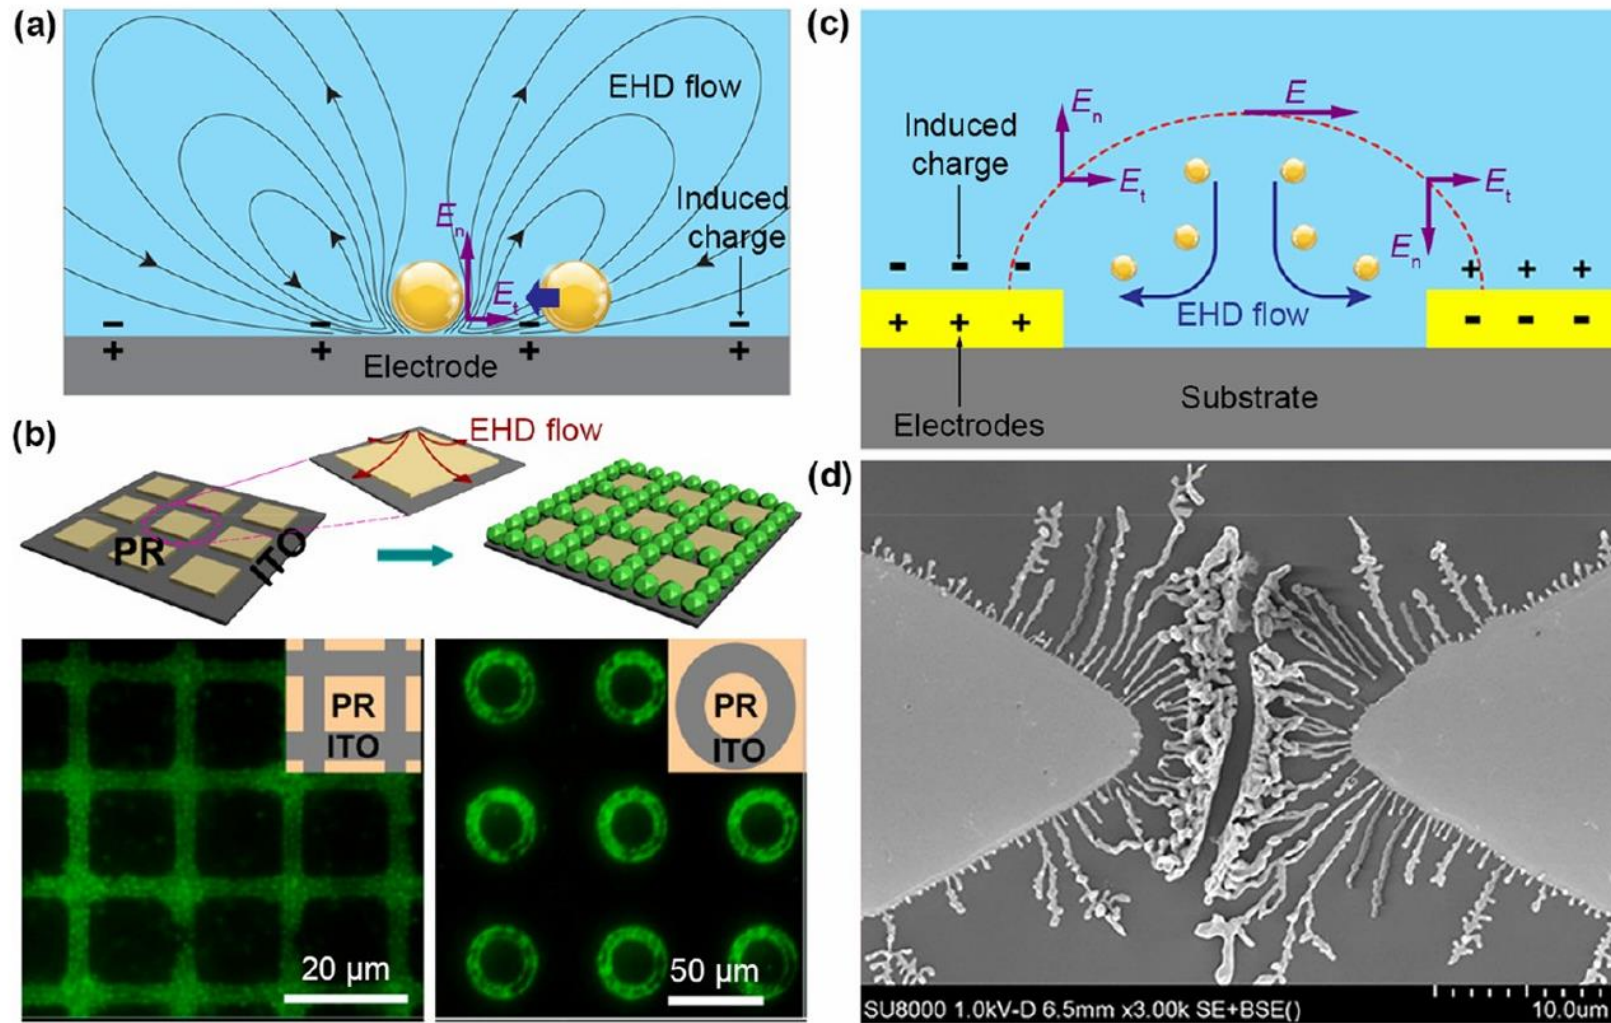 (a)
EHD flow
Induced
charge
En
Et
- - - -
+ + + +
Electrode
(b)
EHD flow
PR
ITO
PR
ITO
20 μm
PR
ITO
50 μm
(c)
E
En
Induced
charge
Et
Et
En
- - -
+ + +
EHD flow
+ + +
- - -
Substrate
Electrodes
(d)
SU8000 1.0kV-D 6.5mm x3.00k SE+BSE()
10.0um